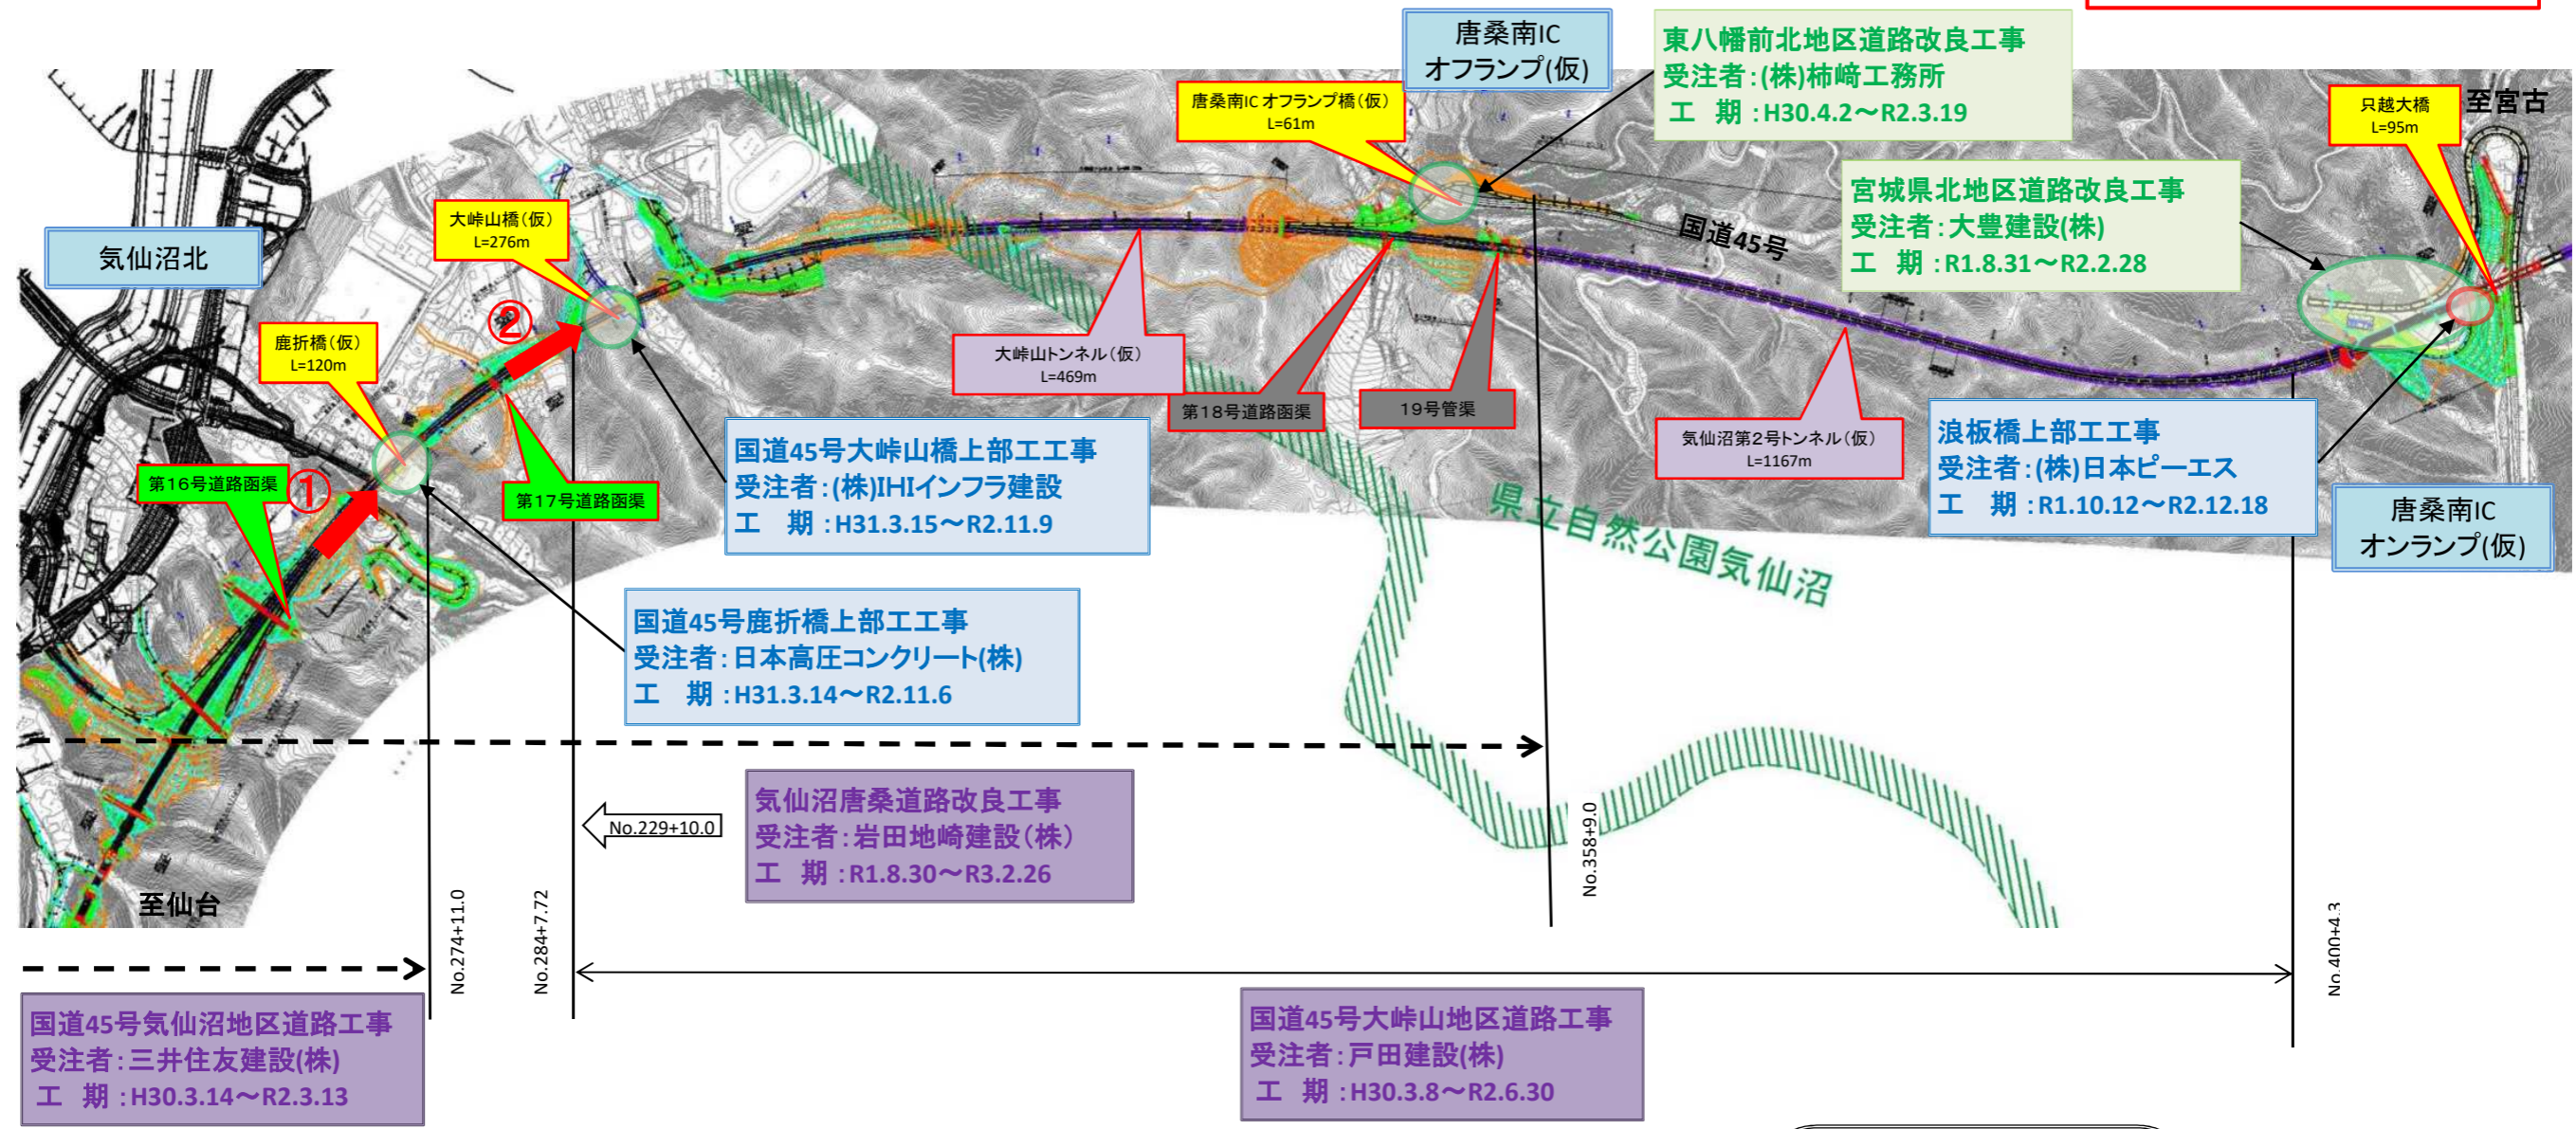 唐桑南IC
オフランプ(仮)
東八幡前北地区道路改良工事
受注者:(株)柿﨑工務所
工　期：H30.4.2～R2.3.19
唐桑南IC オフランプ橋(仮)
L=61m
只越大橋
L=95m
至宮古
宮城県北地区道路改良工事
受注者:大豊建設(株)
工　期：R1.8.31～R2.2.28
大峠山橋(仮)
L=276m
気仙沼北
国道45号
②
鹿折橋(仮)
L=120m
大峠山トンネル(仮)
L=469m
第18号道路函渠
19号管渠
気仙沼第2号トンネル(仮)
L=1167m
浪板橋上部工工事
受注者:(株)日本ピーエス
工　期：R1.10.12～R2.12.18
国道45号大峠山橋上部工工事
受注者:(株)IHIインフラ建設
工　期：H31.3.15～R2.11.9
第16号道路函渠
①
第17号道路函渠
唐桑南IC
オンランプ(仮)
県立自然公園気仙沼
国道45号鹿折橋上部工工事
受注者:日本高圧コンクリート(株)
工　期：H31.3.14～R2.11.6
気仙沼唐桑道路改良工事
受注者:岩田地崎建設(株)
工　期：R1.8.30～R3.2.26
No.229+10.0
No.358+9.0
至仙台
No.274+11.0
No.284+7.72
No.400+4.3
国道45号気仙沼地区道路工事
受注者:三井住友建設(株)
工　期：H30.3.14～R2.3.13
国道45号大峠山地区道路工事
受注者:戸田建設(株)
工　期：H30.3.8～R2.6.30